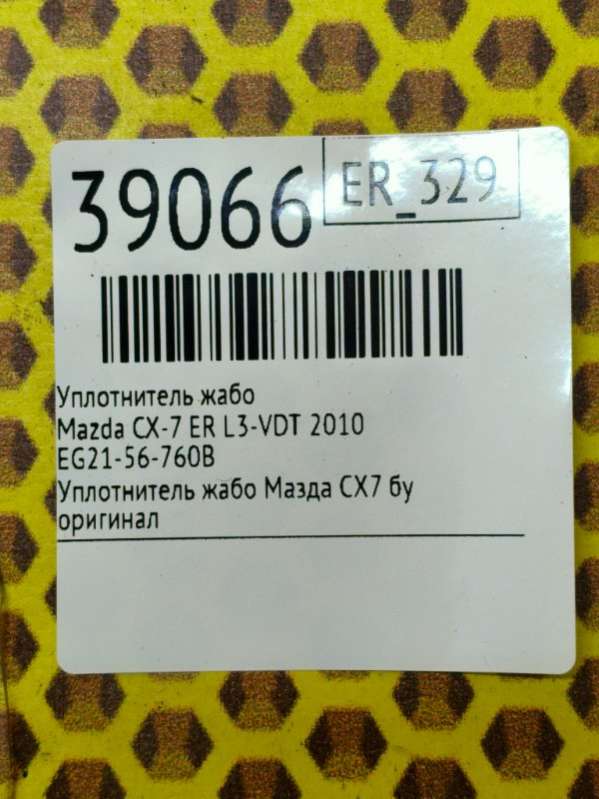 39066
ER_329
Уплотнитель жабо
Mazda CX-7 ER L3-VDT 2010
EG21-56-760B
Уплотнитель жабо Мазда СХ7 бу
оригинал